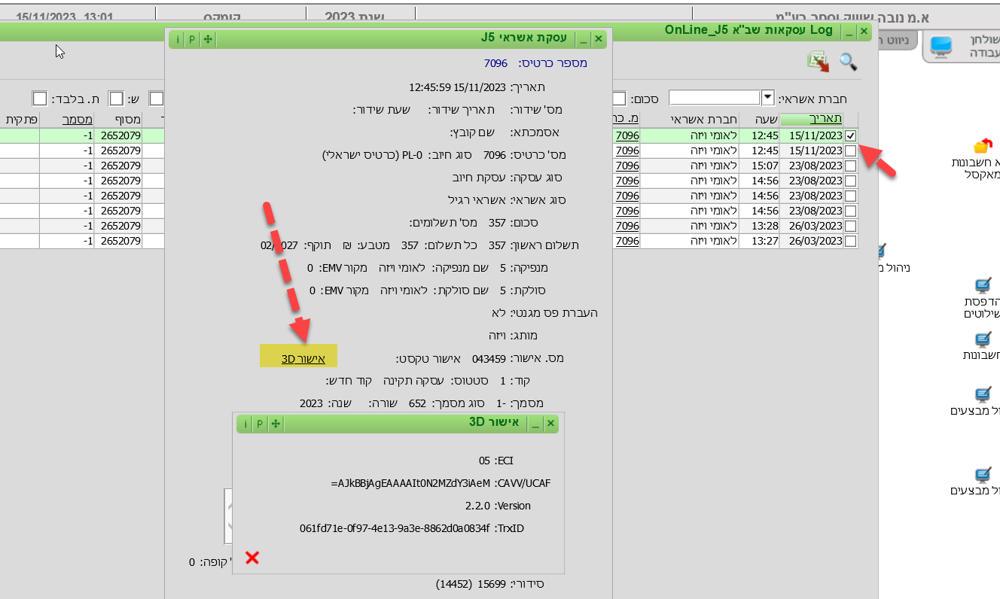 א.מ נובה שיווק וסחר בע"מ
שנת 2023
קומקס
15/11/2023 13:01
Log עסקאות שב"א OnLine_J5
ניווט
שולחן
עבודה
חברת אשראי:
סכום:
ש:
ת. בלבד:
תאריך שעה חברת אשראי מ. כר מסוף מסמך פתקית
15/11/2023 12:45 לאומי ויזה 7096 2652079 -1
15/11/2023 12:45 לאומי ויזה 7096 2652079 -1
23/08/2023 15:07 לאומי ויזה 7096 2652079 -1
23/08/2023 14:56 לאומי ויזה 7096 2652079 -1
23/08/2023 14:56 לאומי ויזה 7096 2652079 -1
23/08/2023 14:56 לאומי ויזה 7096 2652079 -1
26/03/2023 13:28 לאומי ויזה 7096 2652079 -1
26/03/2023 13:27 לאומי ויזה 7096 2652079 -1
עסקת אשראי J5
i P
מספר כרטיס: 7096
תאריך: 15/11/2023 12:45:59
מס' שידור: תאריך שידור: שעת שידור:
אסמכתא: שם קובץ:
מס' כרטיס: 7096 סוג חיוב: PL-0 (כרטיס ישראלי)
סוג עסקה: עסקת חיוב
סוג אשראי: אשראי רגיל
סכום: 357 מס' תשלומים:
תשלום ראשון: 357 כל תשלום: 357 מטבע: ₪ תוקף: 02/2027
מנפיקה: 5 שם מנפיקה: לאומי ויזה מקור EMV: 0
סולקת: 5 שם סולקת: לאומי ויזה מקור EMV: 0
העברת פס מגנטי: לא
מותג: ויזה
מס. אישור: 043459 אישור טקסט: אישור 3D
קוד: 1 סטטוס: עסקה תקינה קוד חדש:
מסמך: -1 סוג מסמך: 652 שורה: שנה: 2023
אישור 3D
i P
ECI: 05
CAVV/UCAF: AJkBBjAgEAAAAIt0N2MZdY3iAeM=
Version: 2.2.0
TrxID: 061fd71e-0f97-4e13-9a3e-8862d0a0834f
' קופה: 0
סידורי: 15699 (14452)
א חשבונות
מאקסל
ניהול מ
הדפסת
שילוטים
חשבונות
ול מבצעים
ול מבצעים